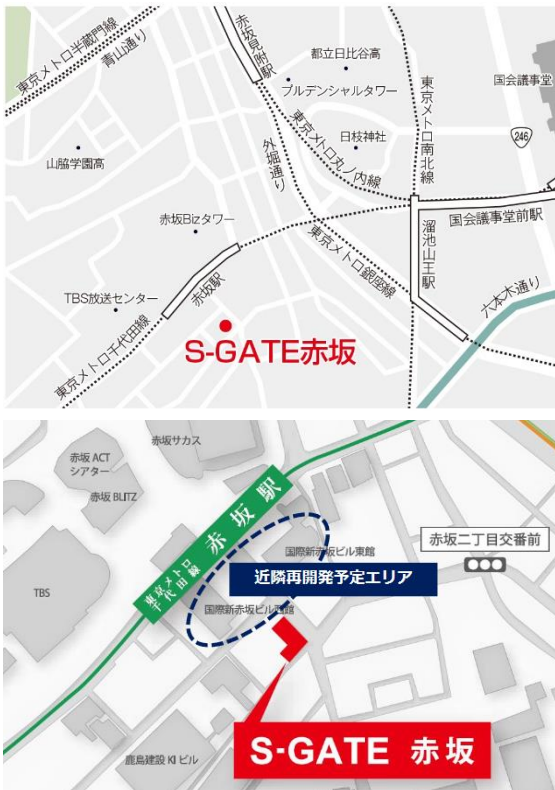 東京メトロ半蔵門線
青山通り
赤坂見附駅
都立日比谷高
プルデンシャルタワー
東京メトロ南北線
国会議事堂
246
日枝神社
東京メトロ丸ノ内線
外堀通り
山脇学園高
赤坂Bizタワー
国会議事堂前駅
溜池山王駅
東京メトロ銀座線
赤坂駅
TBS放送センター
六本木通り
東京メトロ千代田線
S-GATE赤坂
赤坂サカス
赤坂 ACT
シアター
赤坂 BLITZ
東京メトロ
千代田線
赤坂駅
国際新赤坂ビル東館
赤坂二丁目交番前
近隣再開発予定エリア
TBS
国際新赤坂ビル西館
S-GATE 赤坂
鹿島建設 KI ビル